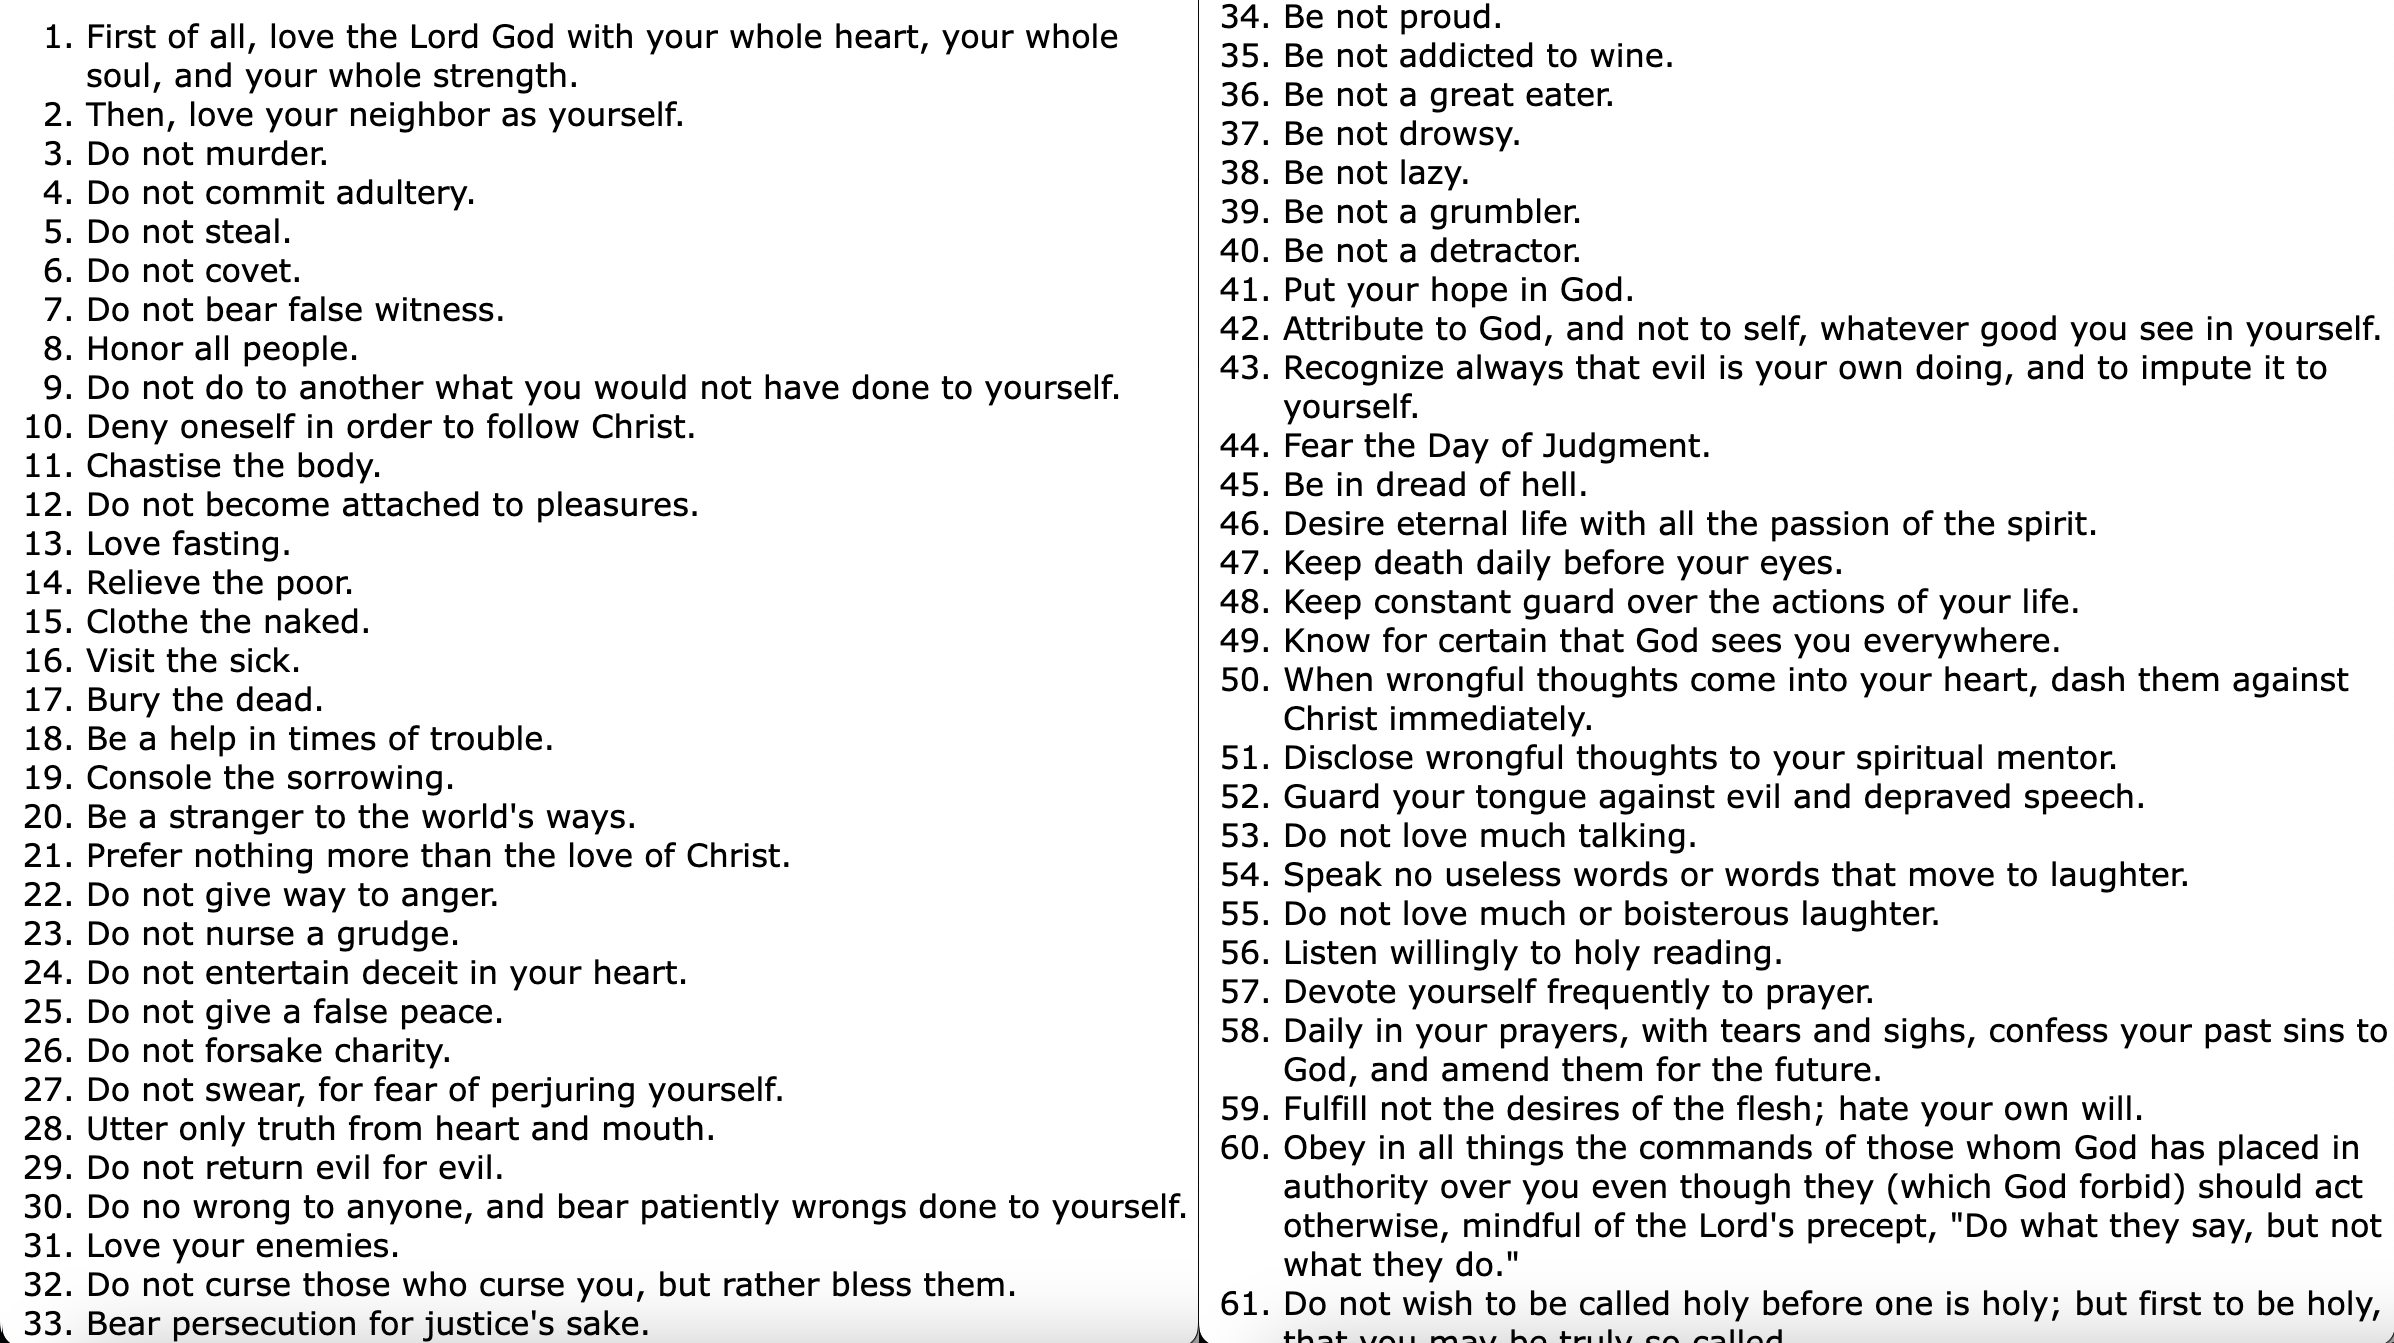 1. First of all, love the Lord God with your whole heart, your whole
soul, and your whole strength.
2. Then, love your neighbor as yourself.
3. Do not murder.
4. Do not commit adultery.
5. Do not steal.
6. Do not covet.
7. Do not bear false witness.
8. Honor all people.
9. Do not do to another what you would not have done to yourself.
10. Deny oneself in order to follow Christ.
11. Chastise the body.
12. Do not become attached to pleasures.
13. Love fasting.
14. Relieve the poor.
15. Clothe the naked.
16. Visit the sick.
17. Bury the dead.
18. Be a help in times of trouble.
19. Console the sorrowing.
20. Be a stranger to the world's ways.
21. Prefer nothing more than the love of Christ.
22. Do not give way to anger.
23. Do not nurse a grudge.
24. Do not entertain deceit in your heart.
25. Do not give a false peace.
26. Do not forsake charity.
27. Do not swear, for fear of perjuring yourself.
28. Utter only truth from heart and mouth.
29. Do not return evil for evil.
30. Do no wrong to anyone, and bear patiently wrongs done to yourself.
31. Love your enemies.
32. Do not curse those who curse you, but rather bless them.
33. Bear persecution for justice's sake.
34. Be not proud.
35. Be not addicted to wine.
36. Be not a great eater.
37. Be not drowsy.
38. Be not lazy.
39. Be not a grumbler.
40. Be not a detractor.
41. Put your hope in God.
42. Attribute to God, and not to self, whatever good you see in yourself.
43. Recognize always that evil is your own doing, and to impute it to
yourself.
44. Fear the Day of Judgment.
45. Be in dread of hell.
46. Desire eternal life with all the passion of the spirit.
47. Keep death daily before your eyes.
48. Keep constant guard over the actions of your life.
49. Know for certain that God sees you everywhere.
50. When wrongful thoughts come into your heart, dash them against
Christ immediately.
51. Disclose wrongful thoughts to your spiritual mentor.
52. Guard your tongue against evil and depraved speech.
53. Do not love much talking.
54. Speak no useless words or words that move to laughter.
55. Do not love much or boisterous laughter.
56. Listen willingly to holy reading.
57. Devote yourself frequently to prayer.
58. Daily in your prayers, with tears and sighs, confess your past sins to
God, and amend them for the future.
59. Fulfill not the desires of the flesh; hate your own will.
60. Obey in all things the commands of those whom God has placed in
authority over you even though they (which God forbid) should act
otherwise, mindful of the Lord's precept, "Do what they say, but not
what they do."
61. Do not wish to be called holy before one is holy; but first to be holy,
that you may be truly so called